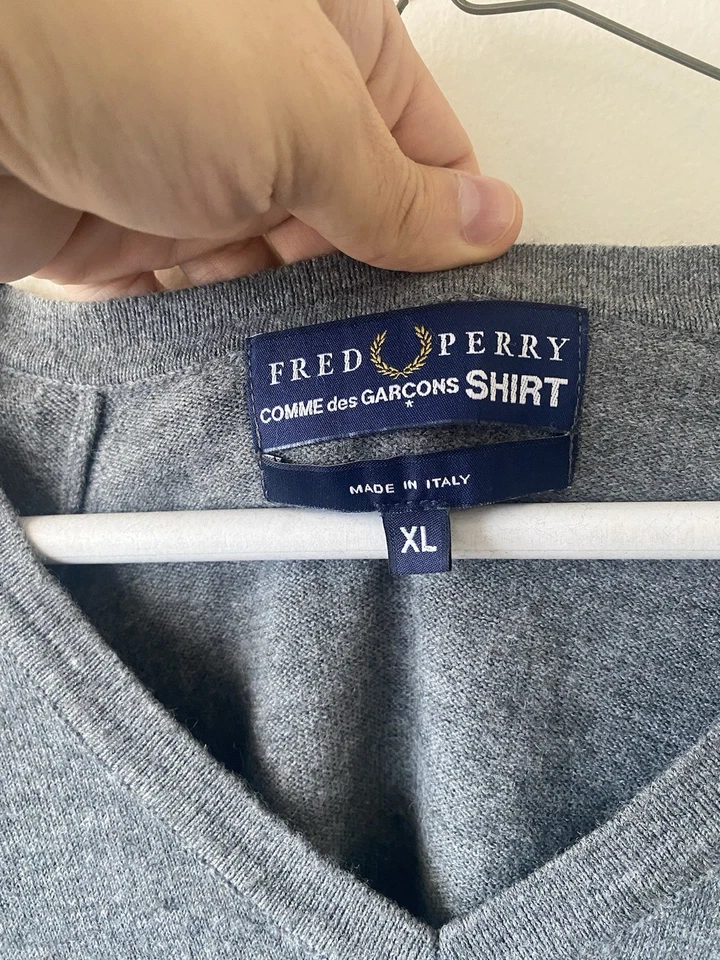 FRED PERRY
COMME des GARÇONS SHIRT
*
MADE IN ITALY
XL